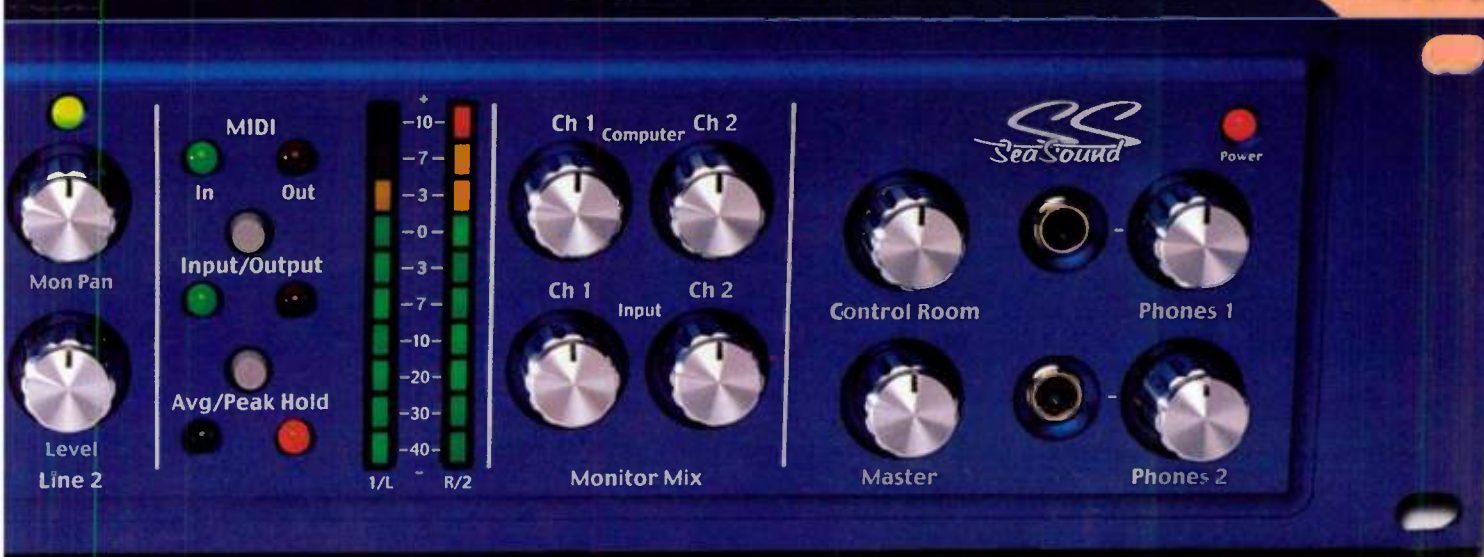 Mon Pan
Level
Line 2
MIDI
In Out
Input/Output
Avg/Peak Hold
+
-10-
-7-
-3-
-0-
-3-
-7-
-10-
-20-
-30-
-40-
-
1/L R/2
Ch 1 Computer Ch 2
Ch 1 Input Ch 2
Monitor Mix
SS
SeaSound
Power
Control Room
Phones 1
Master
Phones 2